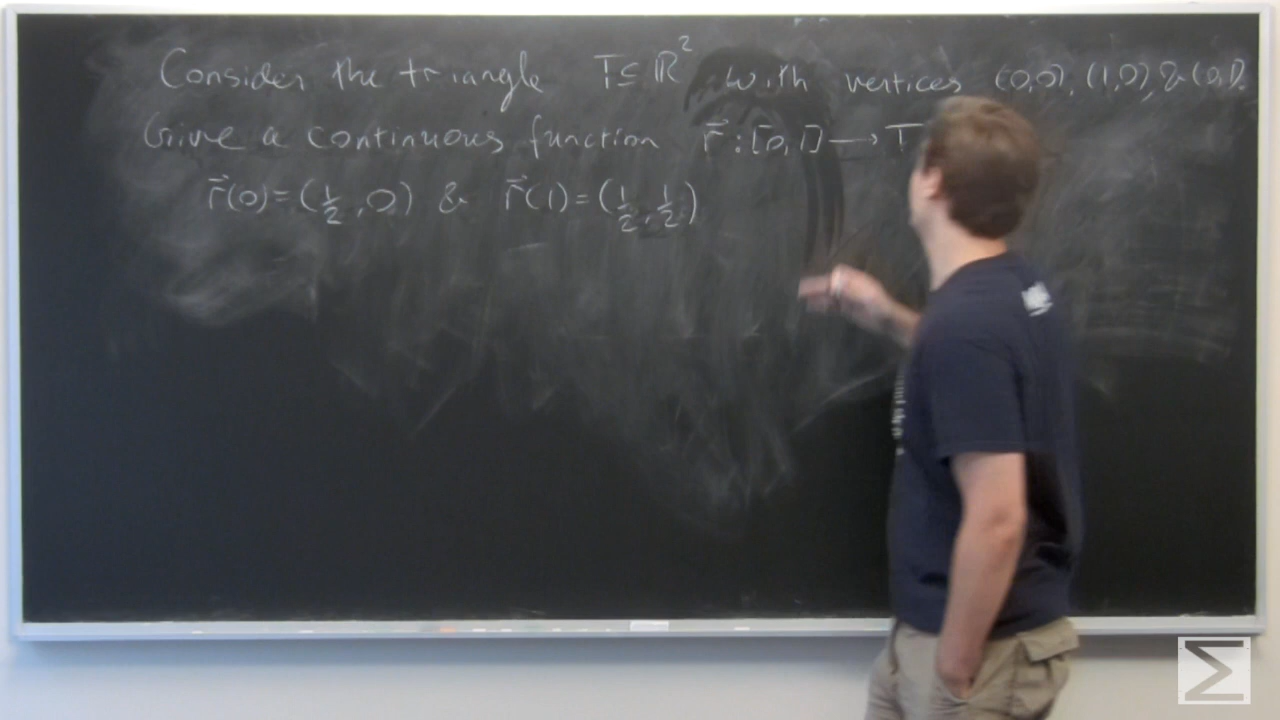 Consider the triangle T ⊆ ℝ² with vertices (0,0), (1,0), & (0,1).
Give a continuous function r⃗ : [0,1] ⟶ T
r⃗(0) = (1/2, 0) & r⃗(1) = (1/2, 1/2)
Σ